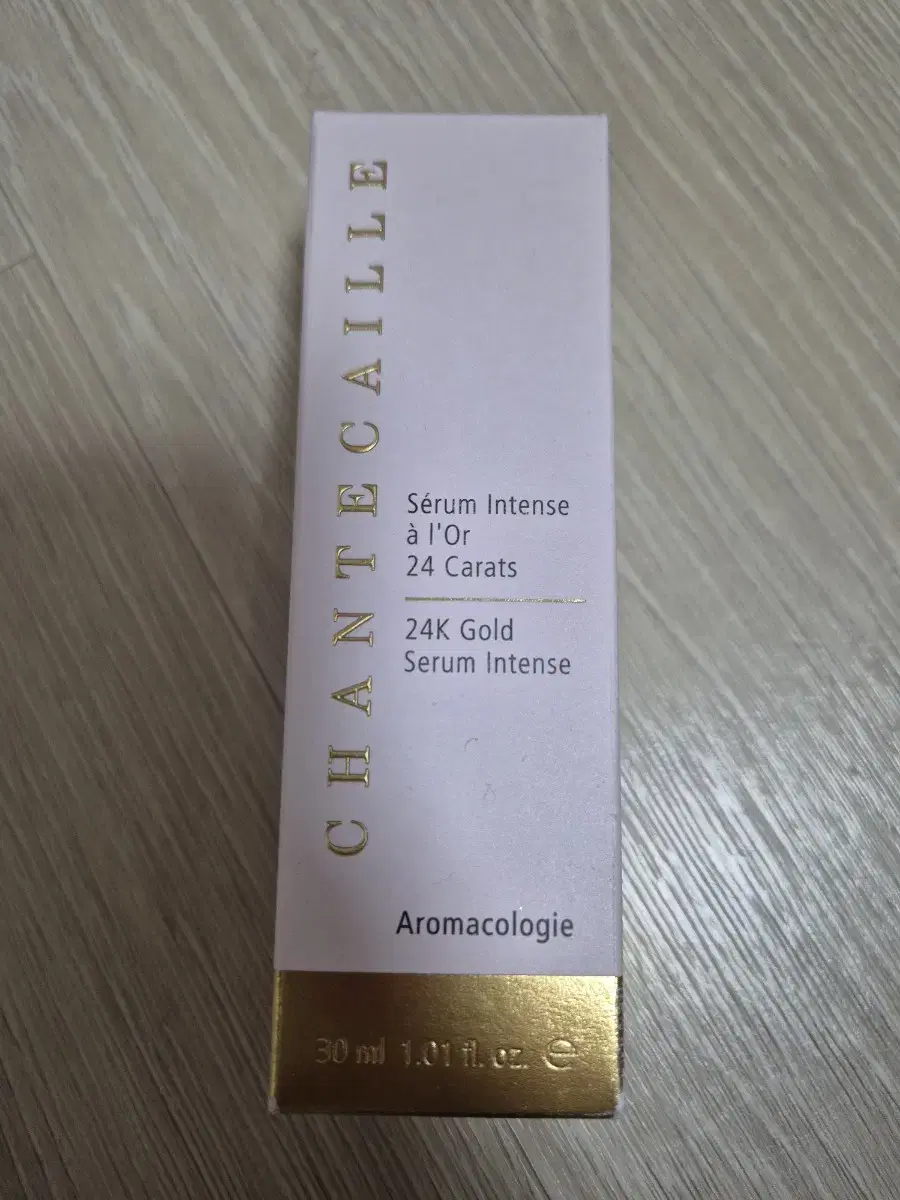 CHANTECAILLE
Sérum Intense
à l'Or
24 Carats
24K Gold
Serum Intense
Aromacologie
30 ml 1.01 fl. oz. ℮